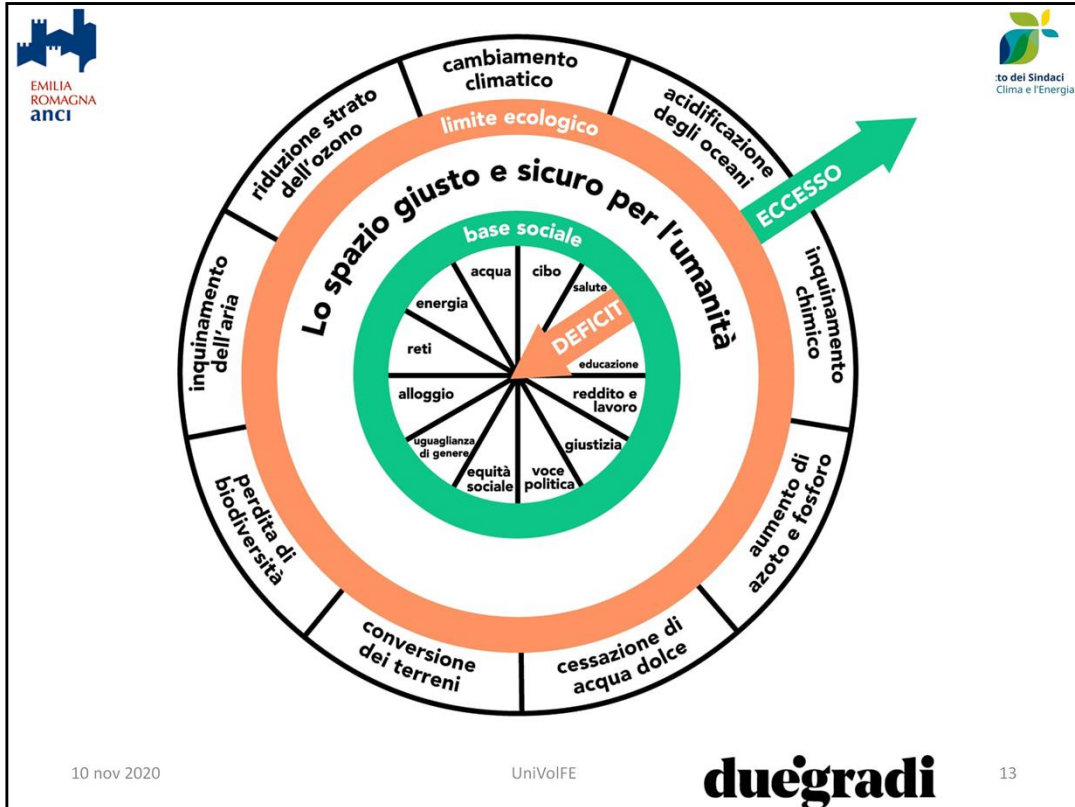 EMILIA
ROMAGNA
anci
:to dei Sindaci
Clima e l'Energia
cambiamento
climatico
acidificazione
degli oceani
inquinamento
chimico
aumento di
azoto e fosforo
cessazione di
acqua dolce
conversione
dei terreni
perdita di
biodiversità
inquinamento
dell'aria
riduzione strato
dell'ozono
limite ecologico
ECCESSO
Lo spazio giusto e sicuro per l'umanità
base sociale
acqua
cibo
salute
DEFICIT
educazione
reddito e
lavoro
giustizia
voce
politica
equità
sociale
uguaglianza
di genere
alloggio
reti
energia
10 nov 2020
UniVolFE
duegradi
13